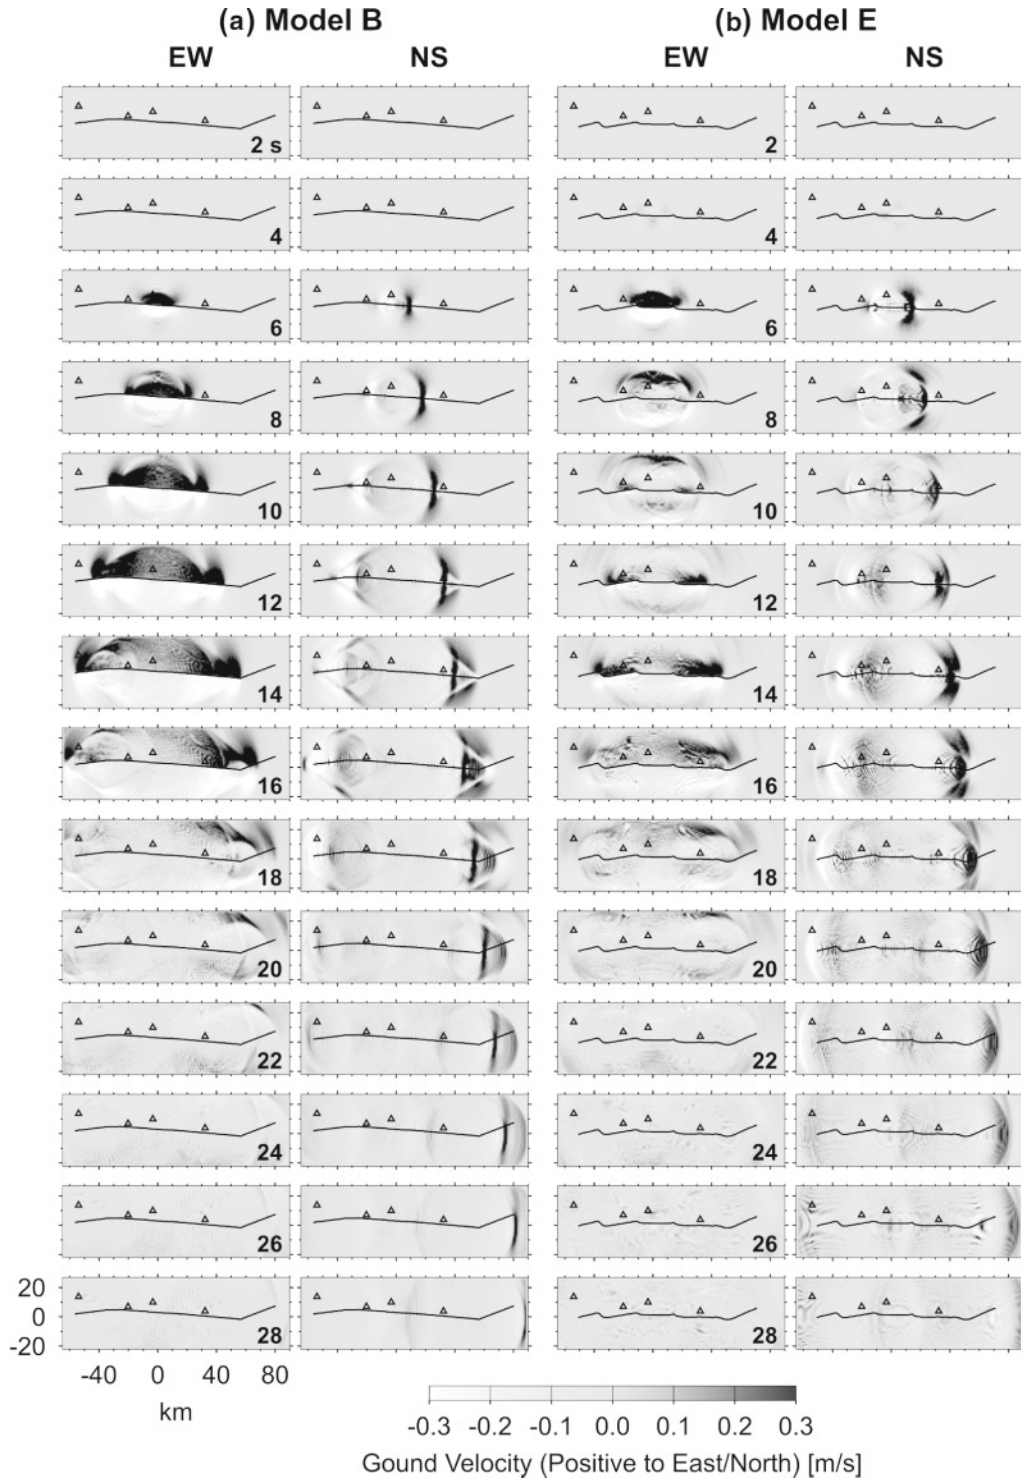 (a) Model B
(b) Model E
EW
NS
EW
NS
2 s
2
4
4
6
6
8
8
10
10
12
12
14
14
16
16
18
18
20
20
22
22
24
24
26
26
20
0
-20
28
28
-40 0 40 80
km
-0.3 -0.2 -0.1 0.0 0.1 0.2 0.3
Gound Velocity (Positive to East/North) [m/s]